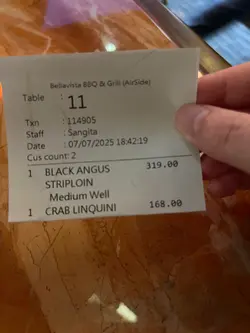 Bellavista BBQ & Grill (AirSide)
Table : 11
Txn : 114905
Staff : Sangita
Date : 07/07/2025 18:42:19
Cus count: 2
1 BLACK ANGUS 319.00
STRIPLOIN
Medium Well
1 CRAB LINQUINI 168.00